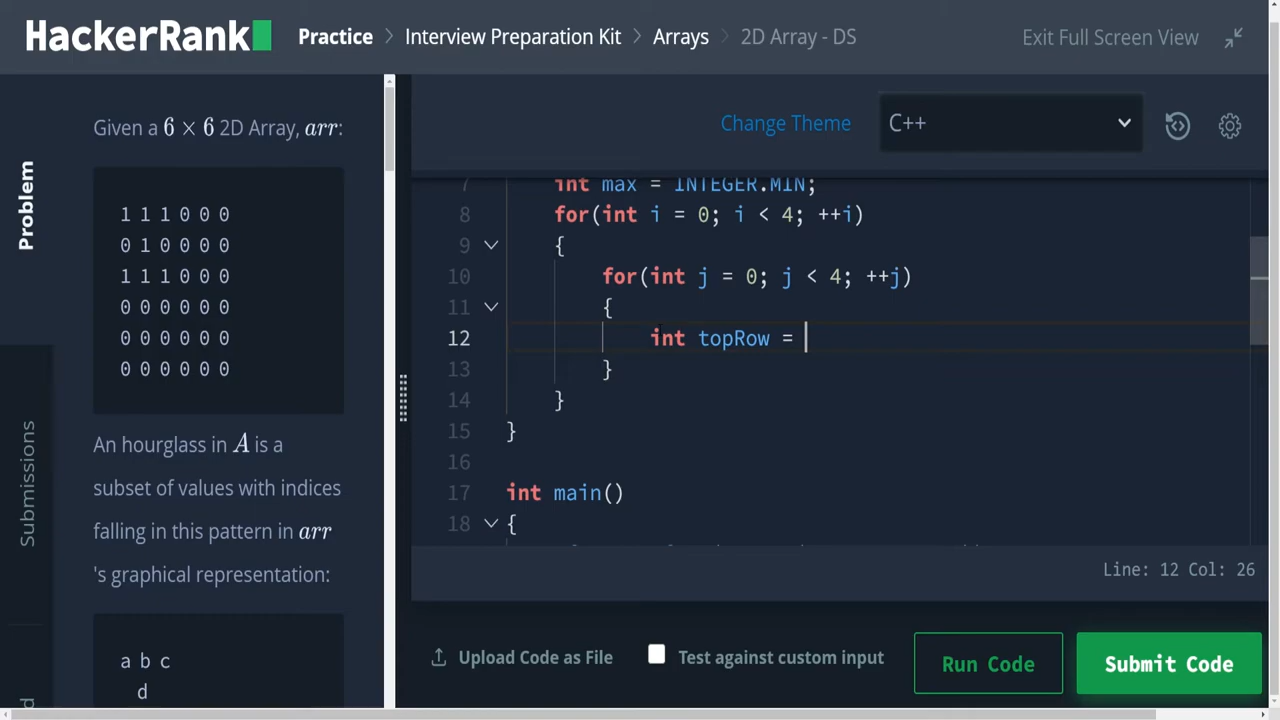 HackerRank
Practice > Interview Preparation Kit > Arrays > 2D Array - DS
Exit Full Screen View
Problem
Submissions
Given a 6 × 6 2D Array, arr:
1 1 1 0 0 0
0 1 0 0 0 0
1 1 1 0 0 0
0 0 0 0 0 0
0 0 0 0 0 0
0 0 0 0 0 0
An hourglass in A is a
subset of values with indices
falling in this pattern in arr
's graphical representation:
a b c
d
Change Theme
C++
7 int max = INTEGER.MIN;
8 for(int i = 0; i < 4; ++i)
9 {
10 for(int j = 0; j < 4; ++j)
11 {
12 int topRow =
13 }
14 }
15 }
16
17 int main()
18 {
Line: 12 Col: 26
Upload Code as File
Test against custom input
Run Code
Submit Code